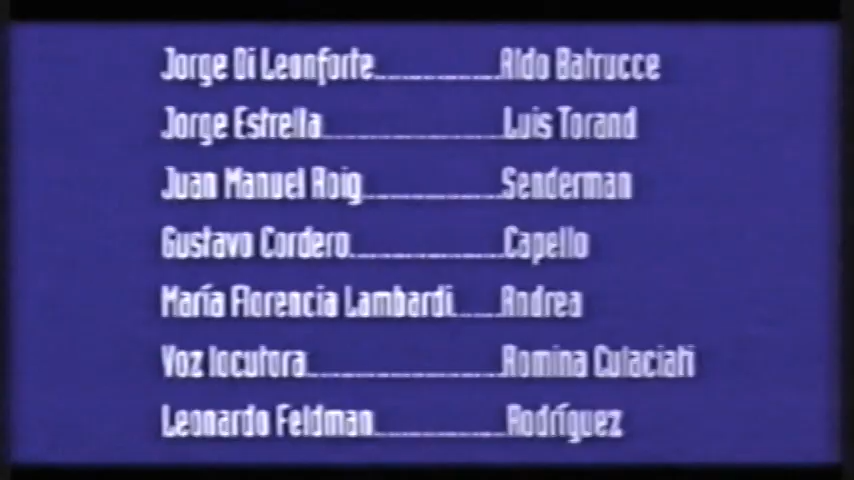 Jorge Di Leonforte....................Aldo Batrucce
Jorge Estrella....................Luis Torand
Juan Manuel Roig....................Senderman
Gustavo Cordero....................Capello
María Florencia Lambardi......Andrea
Voz locutora....................Romina Culaciati
Leonardo Feldman....................Rodríguez